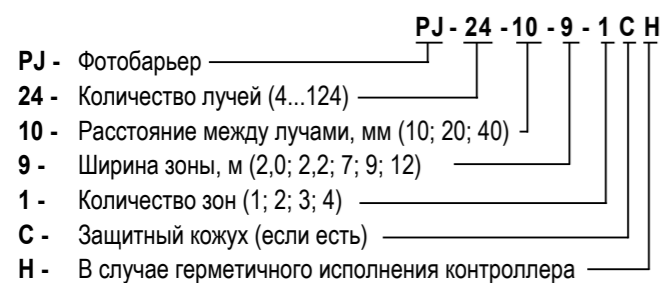 PJ - 24 - 10 - 9 - 1 С Н
PJ - Фотобарьер
24 - Количество лучей (4...124)
10 - Расстояние между лучами, мм (10; 20; 40)
9 - Ширина зоны, м (2,0; 2,2; 7; 9; 12)
1 - Количество зон (1; 2; 3; 4)
С - Защитный кожух (если есть)
Н - В случае герметичного исполнения контроллера